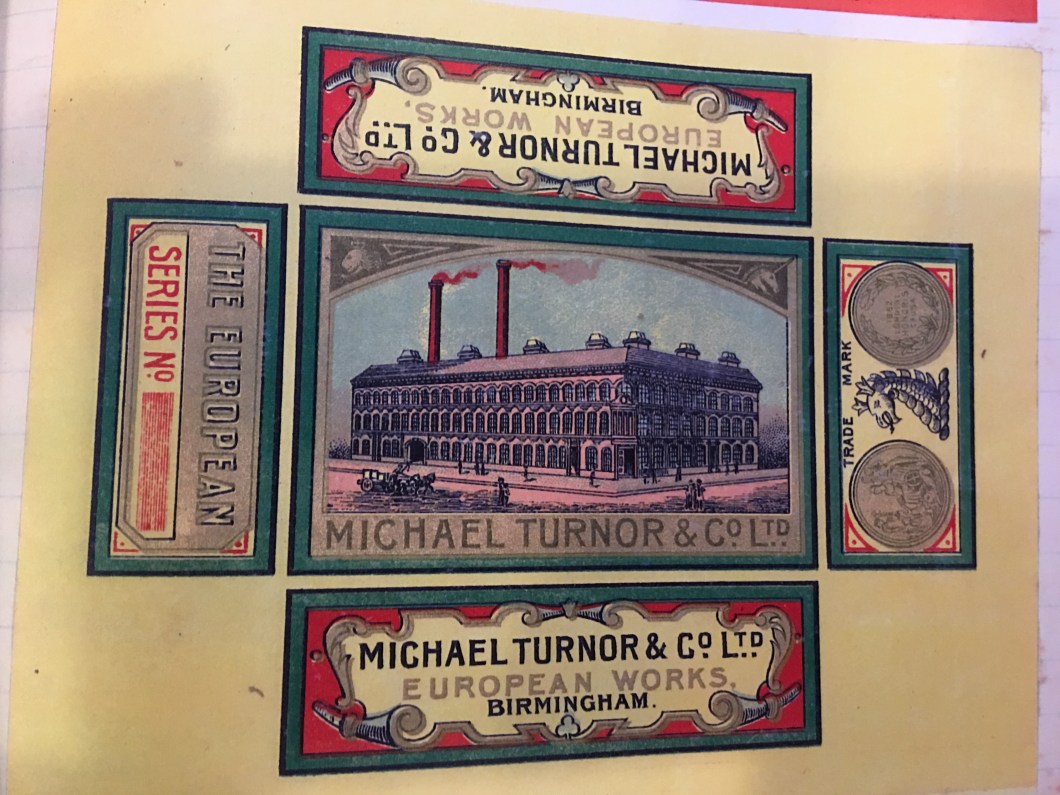 MICHAEL TURNOR & Co LTD
EUROPEAN WORKS,
BIRMINGHAM.
THE EUROPEAN
SERIES No
MICHAEL TURNOR & Co LTD
TRADE MARK
MICHAEL TURNOR & Co LTD
EUROPEAN WORKS,
BIRMINGHAM.